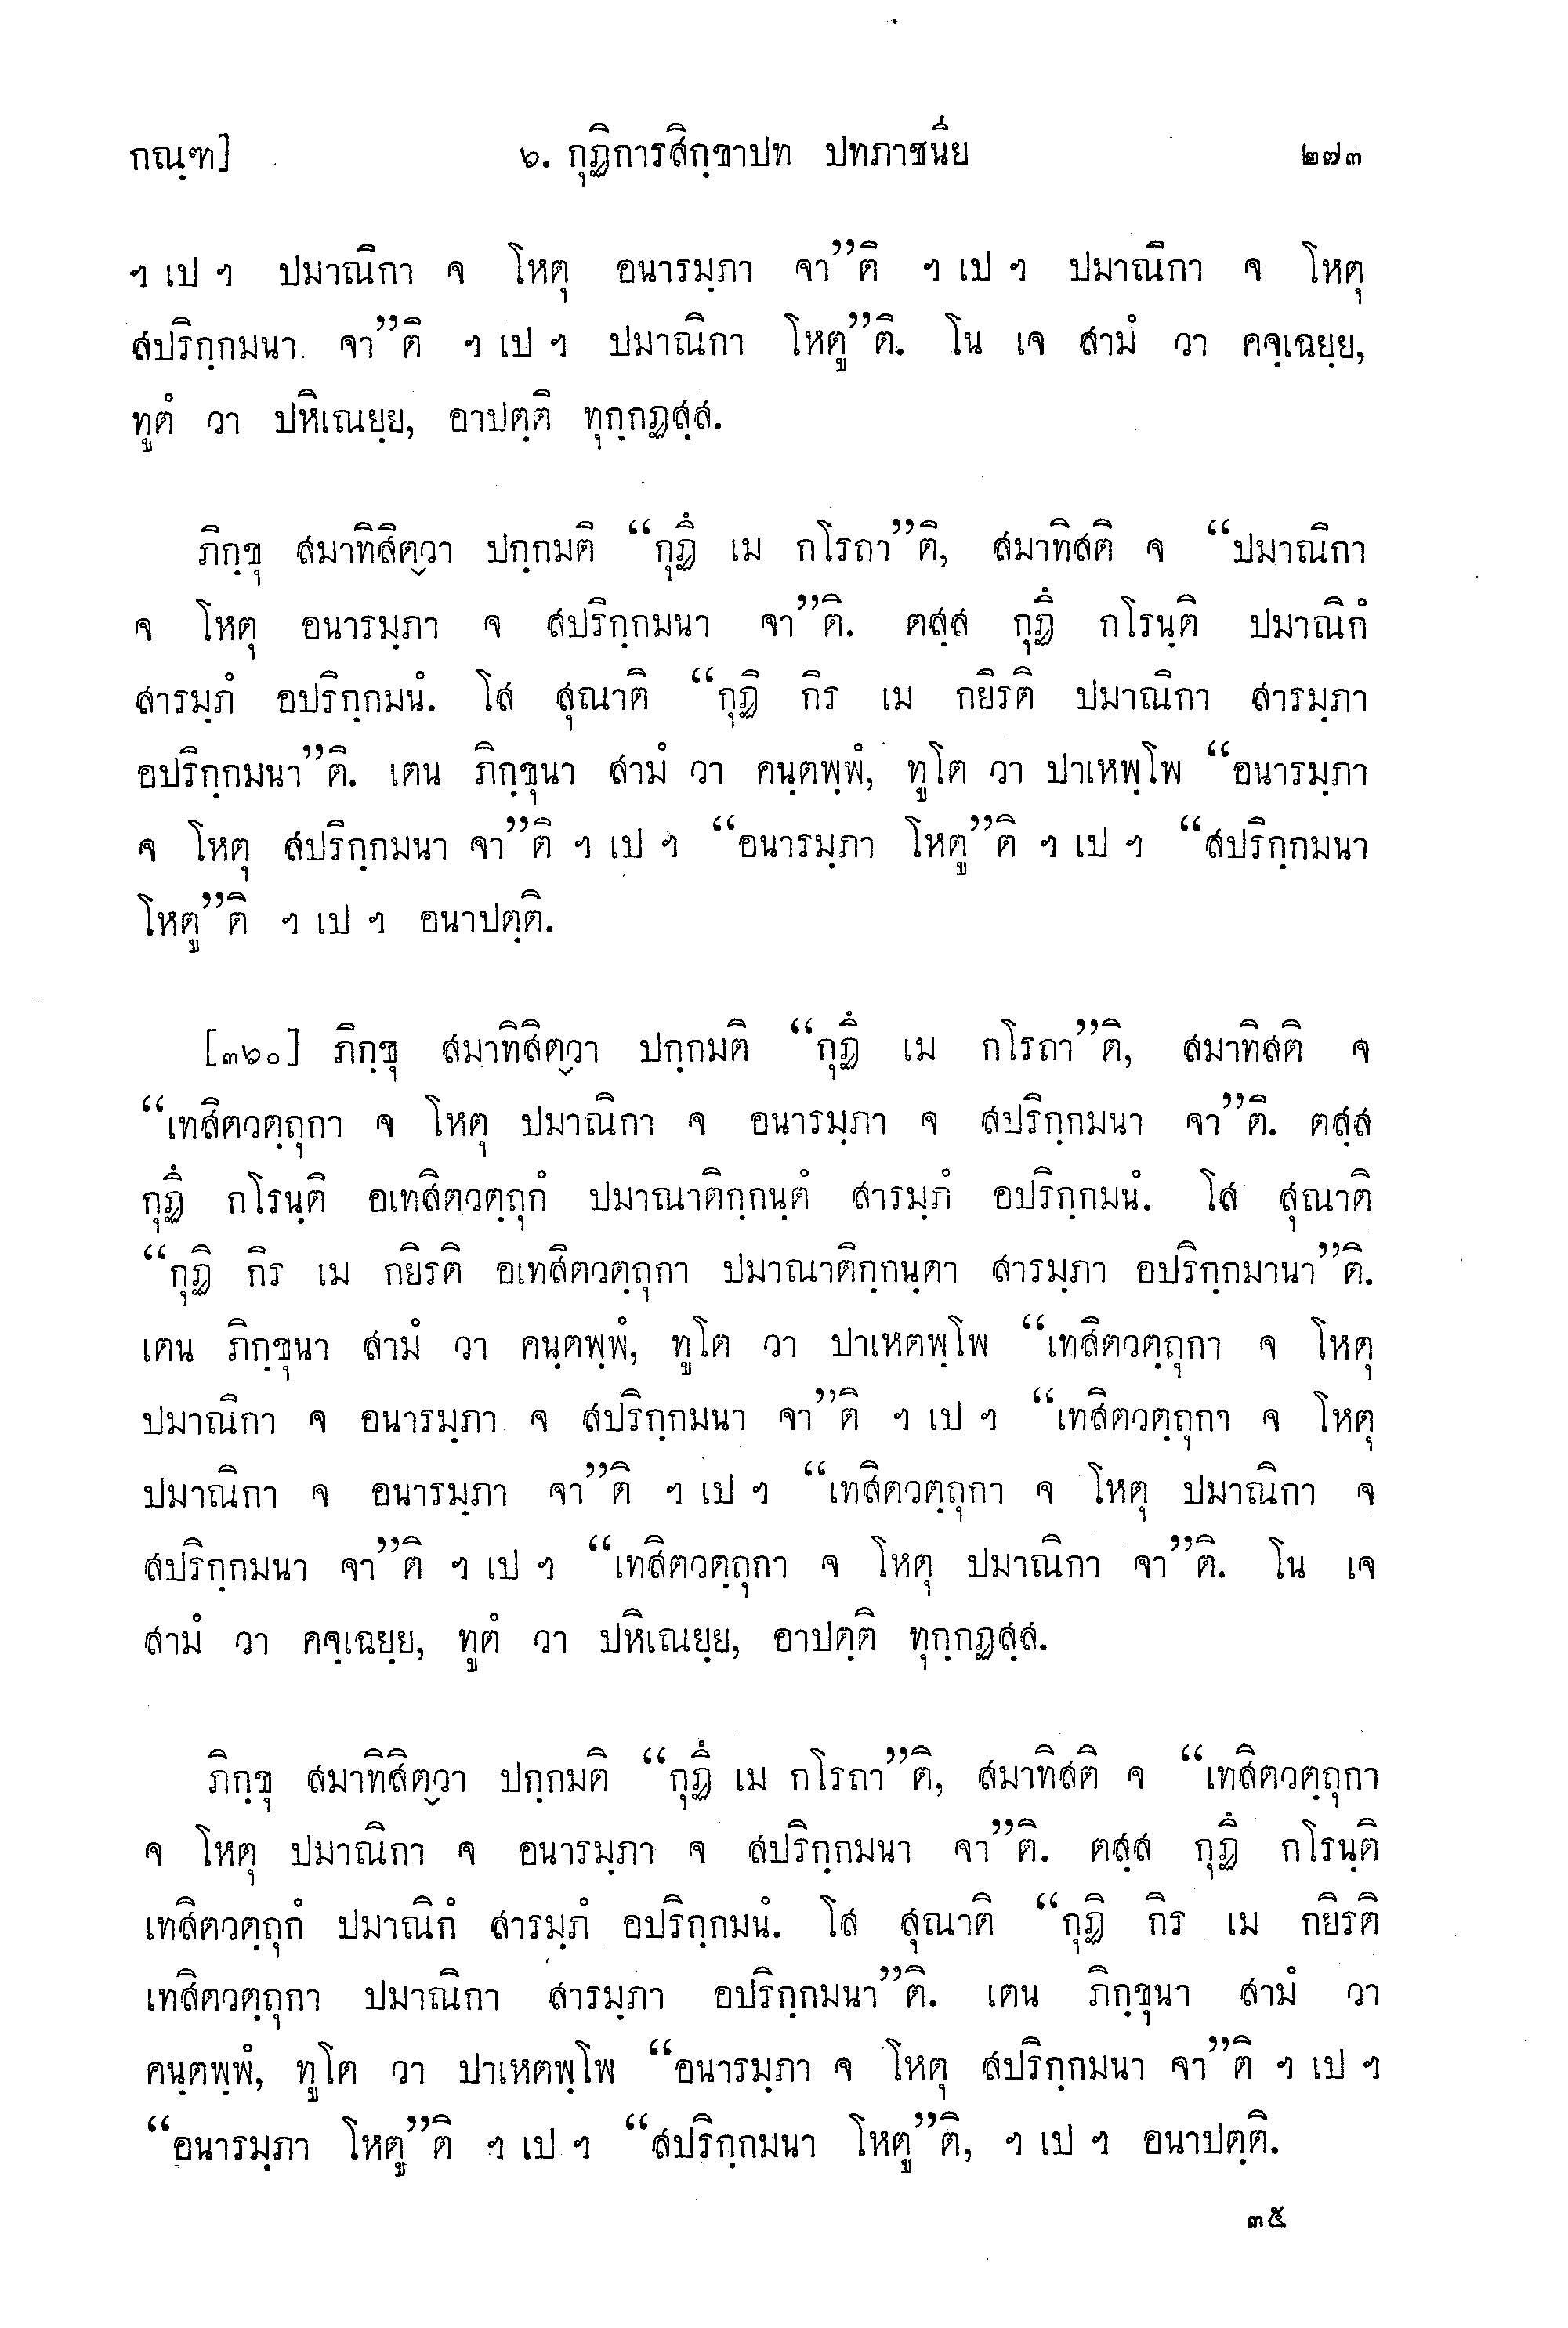 กณฺฑ] ๖. กุฏิการสิกฺขาปท ปทภาชนีย ๒๗๓
ฯ เป ฯ ปมาณิกา จ โหตุ อนารมฺภา จา”ติ ฯ เป ฯ ปมาณิกา จ โหตุ
สปริกฺกมนา จา”ติ ฯ เป ฯ ปมาณิกา โหตู”ติ. โน เจ สามํ วา คจฺเฉยฺย,
ทูตํ วา ปหิเณยฺย, อาปตฺติ ทุกฺกฏสฺส.
ภิกฺขุ สมาทิสิตฺวา ปกฺกมติ “กุฏึ เม กโรถา”ติ, สมาทิสติ จ “ปมาณิกา
จ โหตุ อนารมฺภา จ สปริกฺกมนา จา”ติ. ตสฺส กุฏึ กโรนฺติ ปมาณิกํ
สารมฺภํ อปริกฺกมนํ. โส สุณาติ “กุฏิ กิร เม กยิรติ ปมาณิกา สารมฺภา
อปริกฺกมนา”ติ. เตน ภิกฺขุนา สามํ วา คนฺตพฺพํ, ทูโต วา ปาเหพฺโพ “อนารมฺภา
จ โหตุ สปริกฺกมนา จา”ติ ฯ เป ฯ “อนารมฺภา โหตู”ติ ฯ เป ฯ “สปริกฺกมนา
โหตู”ติ ฯ เป ฯ อนาปตฺติ.
[๓๖๐] ภิกฺขุ สมาทิสิตฺวา ปกฺกมติ “กุฏึ เม กโรถา”ติ, สมาทิสติ จ
“เทสิตวตฺถุกา จ โหตุ ปมาณิกา จ อนารมฺภา จ สปริกฺกมนา จา”ติ. ตสฺส
กุฏึ กโรนฺติ อเทสิตวตฺถุกํ ปมาณาติกฺกนฺตํ สารมฺภํ อปริกฺกมนํ. โส สุณาติ
“กุฏิ กิร เม กยิรติ อเทสิตวตฺถุกา ปมาณาติกฺกนฺตา สารมฺภา อปริกฺกมานา”ติ.
เตน ภิกฺขุนา สามํ วา คนฺตพฺพํ, ทูโต วา ปาเหตพฺโพ “เทสิตวตฺถุกา จ โหตุ
ปมาณิกา จ อนารมฺภา จ สปริกฺกมนา จา”ติ ฯ เป ฯ “เทสิตวตฺถุกา จ โหตุ
ปมาณิกา จ อนารมฺภา จา”ติ ฯ เป ฯ “เทสิตวตฺถุกา จ โหตุ ปมาณิกา จ
สปริกฺกมนา จา”ติ ฯ เป ฯ “เทสิตวตฺถุกา จ โหตุ ปมาณิกา จา”ติ. โน เจ
สามํ วา คจฺเฉยฺย, ทูตํ วา ปหิเณยฺย, อาปตฺติ ทุกฺกฏสฺส.
ภิกฺขุ สมาทิสิตฺวา ปกฺกมติ “กุฏึ เม กโรถา”ติ, สมาทิสติ จ “เทสิตวตฺถุกา
จ โหตุ ปมาณิกา จ อนารมฺภา จ สปริกฺกมนา จา”ติ. ตสฺส กุฏึ กโรนฺติ
เทสิตวตฺถุกํ ปมาณิกํ สารมฺภํ อปริกฺกมนํ. โส สุณาติ “กุฏิ กิร เม กยิรติ
เทสิตวตฺถุกา ปมาณิกา สารมฺภา อปริกฺกมนา”ติ. เตน ภิกฺขุนา สามํ วา
คนฺตพฺพํ, ทูโต วา ปาเหตพฺโพ “อนารมฺภา จ โหตุ สปริกฺกมนา จา”ติ ฯ เป ฯ
“อนารมฺภา โหตู”ติ ฯ เป ฯ “สปริกฺกมนา โหตู”ติ, ฯ เป ฯ อนาปตฺติ.
๓๕